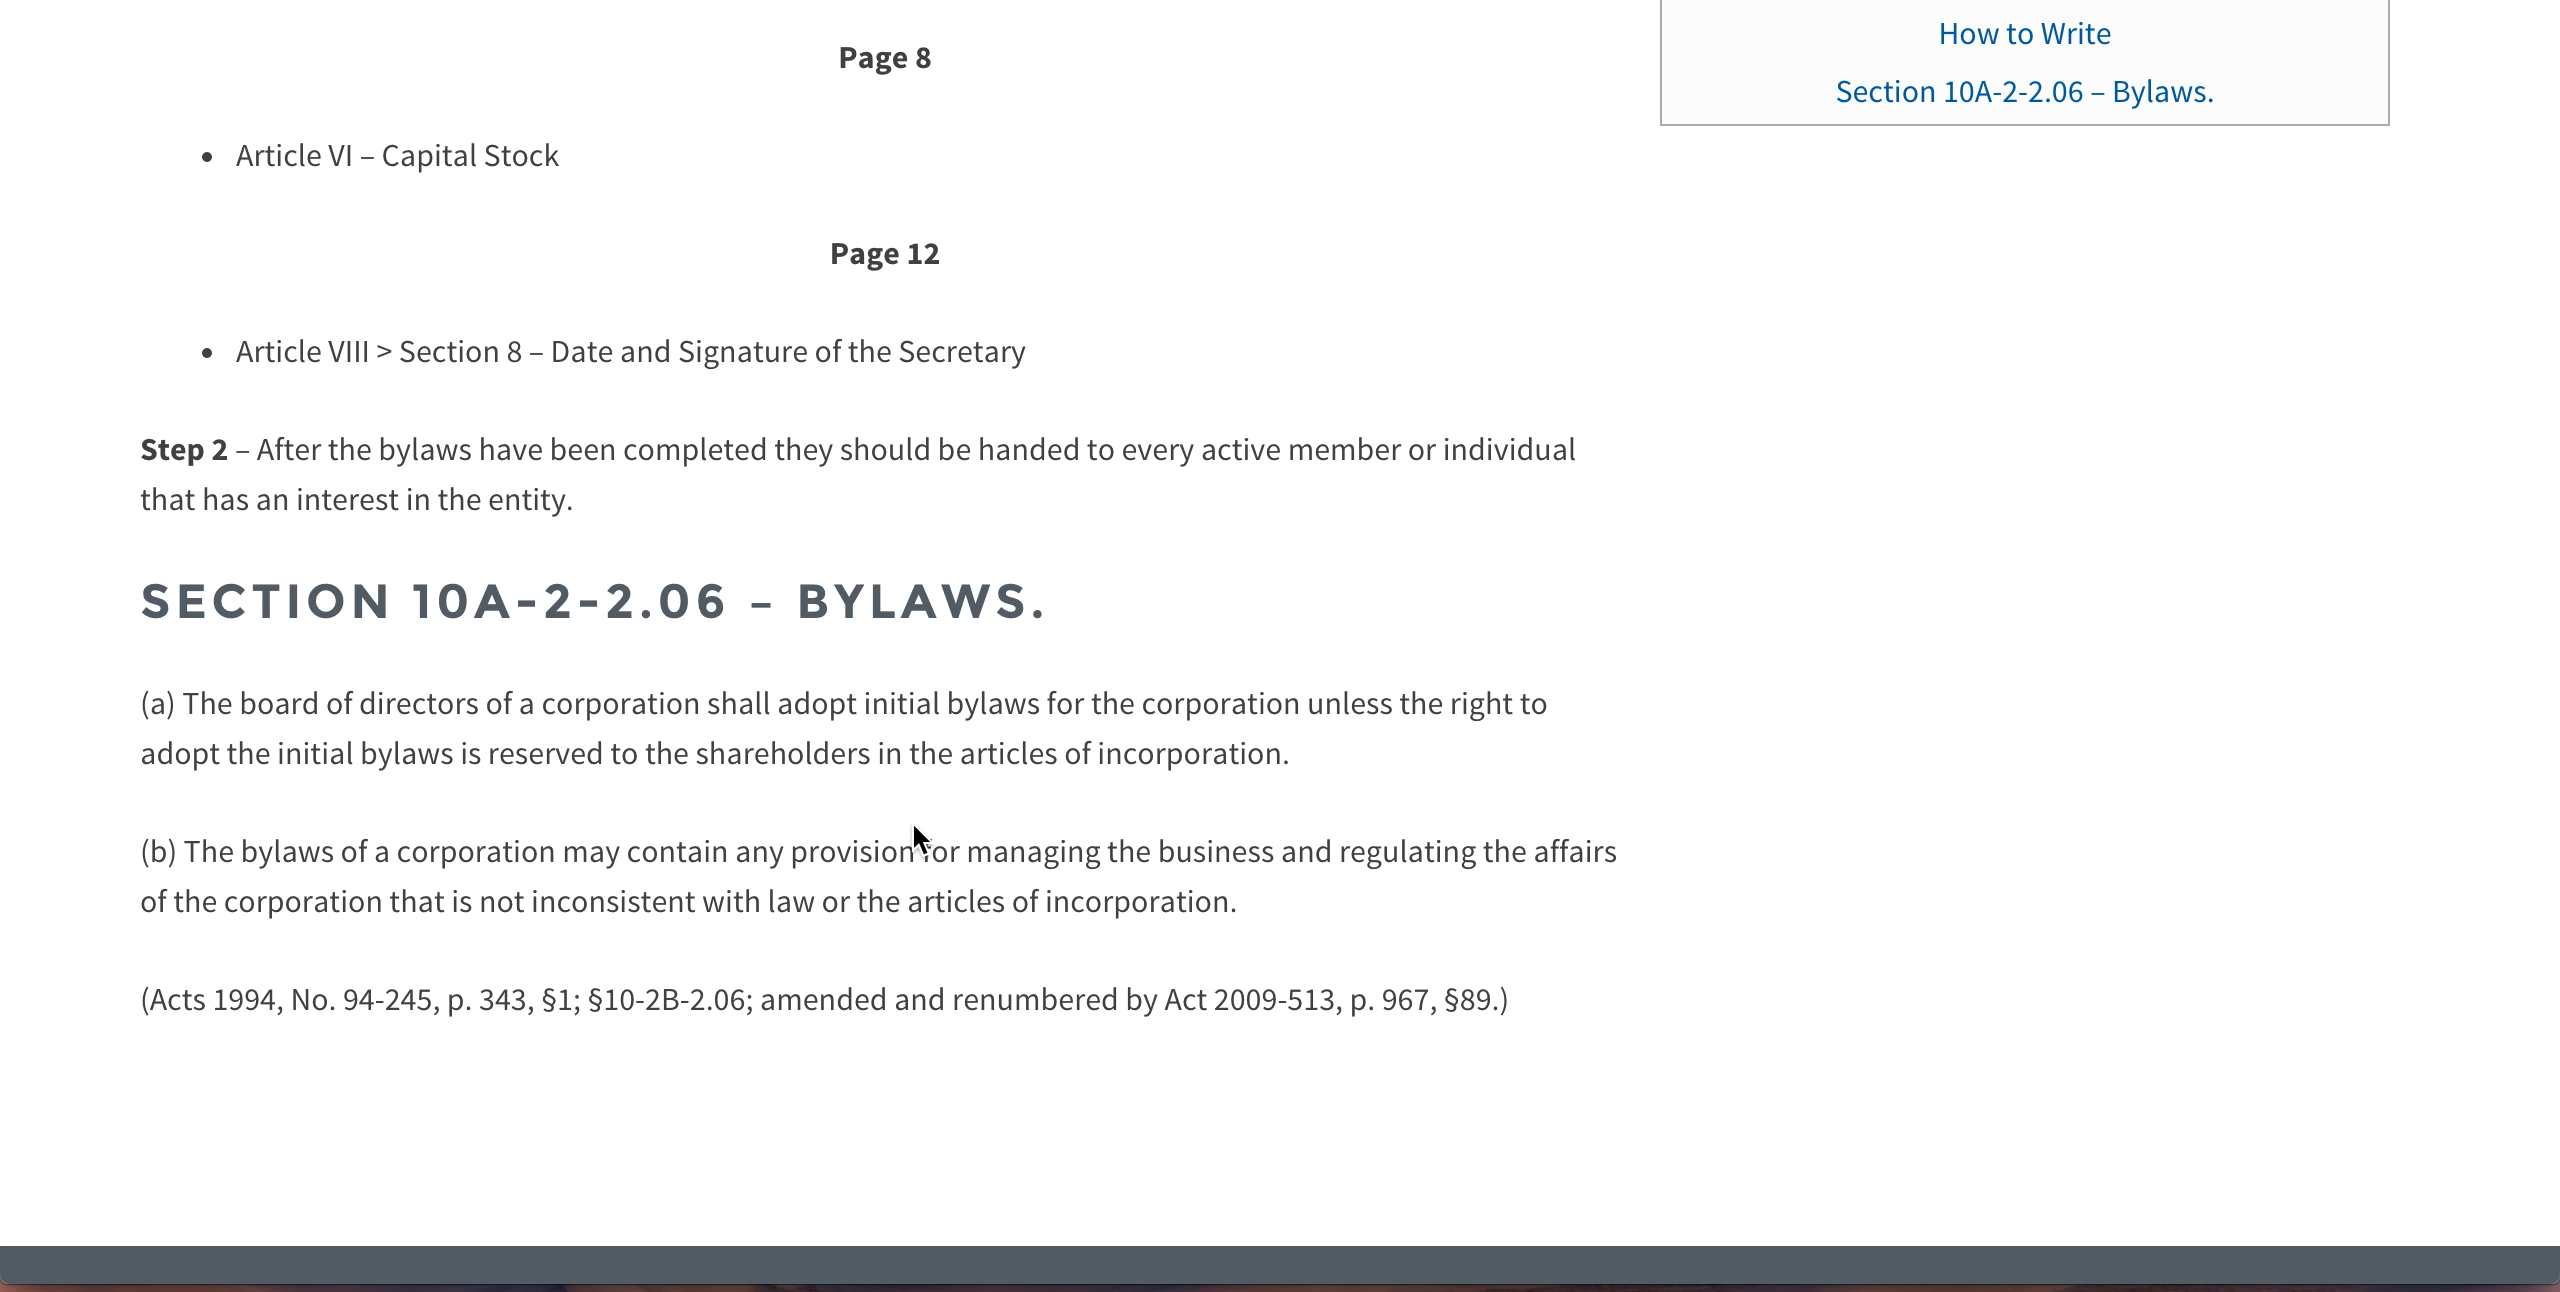 How to Write
Section 10A-2-2.06 – Bylaws.
Page 8
• Article VI – Capital Stock
Page 12
• Article VIII > Section 8 – Date and Signature of the Secretary
Step 2 – After the bylaws have been completed they should be handed to every active member or individual
that has an interest in the entity.
SECTION 10A-2-2.06 – BYLAWS.
(a) The board of directors of a corporation shall adopt initial bylaws for the corporation unless the right to
adopt the initial bylaws is reserved to the shareholders in the articles of incorporation.
(b) The bylaws of a corporation may contain any provision for managing the business and regulating the affairs
of the corporation that is not inconsistent with law or the articles of incorporation.
(Acts 1994, No. 94-245, p. 343, §1; §10-2B-2.06; amended and renumbered by Act 2009-513, p. 967, §89.)